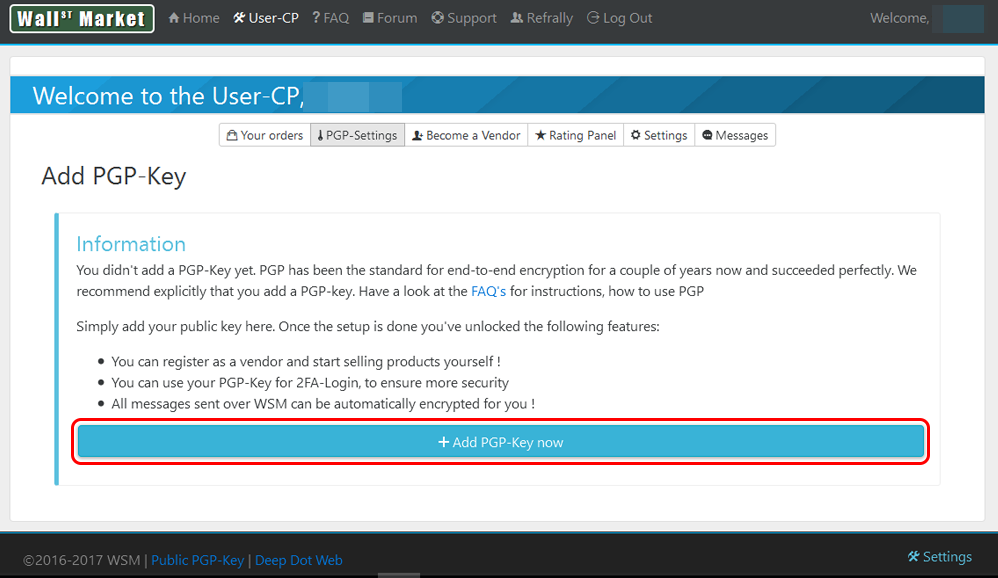 Wall ST Market Home User-CP ? FAQ Forum Support Refrally Log Out Welcome,
Welcome to the User-CP,
Your orders PGP-Settings Become a Vendor Rating Panel Settings Messages
Add PGP-Key
Information
You didn't add a PGP-Key yet. PGP has been the standard for end-to-end encryption for a couple of years now and succeeded perfectly. We
recommend explicitly that you add a PGP-key. Have a look at the FAQ's for instructions, how to use PGP
Simply add your public key here. Once the setup is done you've unlocked the following features:
• You can register as a vendor and start selling products yourself !
• You can use your PGP-Key for 2FA-Login, to ensure more security
• All messages sent over WSM can be automatically encrypted for you !
+ Add PGP-Key now
©2016-2017 WSM | Public PGP-Key | Deep Dot Web Settings